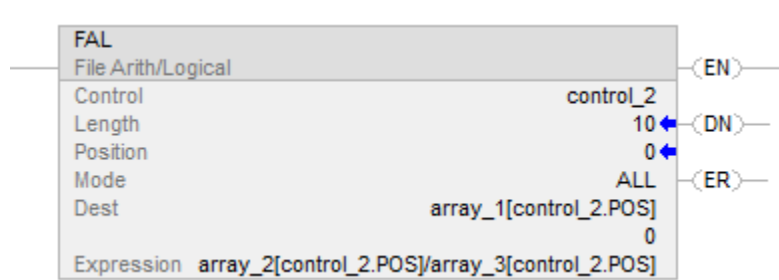 FAL
File Arith/Logical
EN
Control control_2
Length 10
DN
Position 0
Mode ALL
ER
Dest array_1[control_2.POS]
0
Expression array_2[control_2.POS]/array_3[control_2.POS]